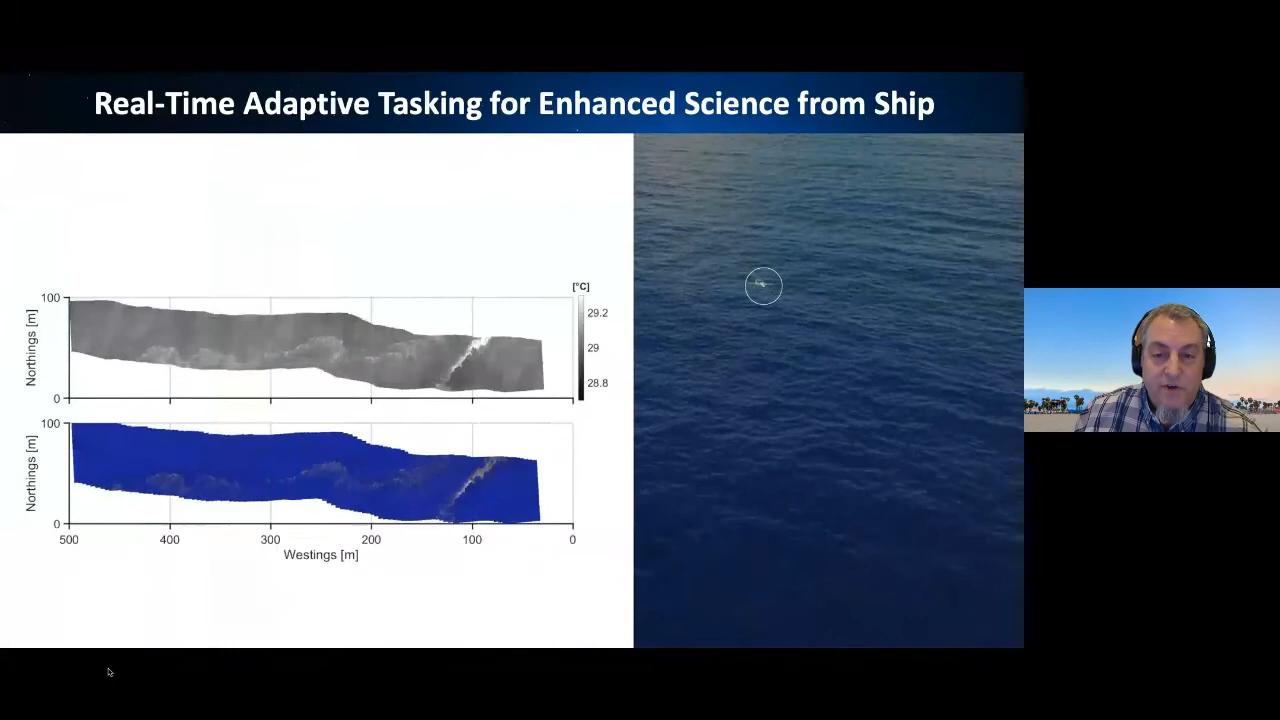 Real-Time Adaptive Tasking for Enhanced Science from Ship
[°C]
100
Northings [m]
0
29.2
29
28.8
100
Northings [m]
0
500 400 300 200 100 0
Westings [m]